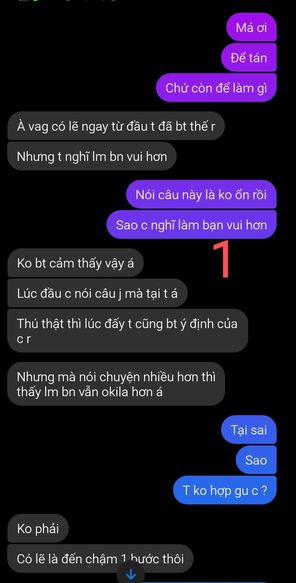 Má ơi
Để tán
Chứ còn để làm gì
À vag có lẽ ngay từ đầu t đã bt thế r
Nhưng t nghĩ lm bn vui hơn
Nói câu này là ko ổn rồi
Sao c nghĩ làm bạn vui hơn
1
Ko bt cảm thấy vậy á
Lúc đầu c nói câu j mà tại t á
Thú thật thì lúc đấy t cũng bt ý định của
c r
Nhưng mà nói chuyện nhiều hơn thì
thấy lm bn vẫn okila hơn á
Tại sai
Sao
T ko hợp gu c ?
Ko phải
Có lẽ là đến chậm 1 bước thôi